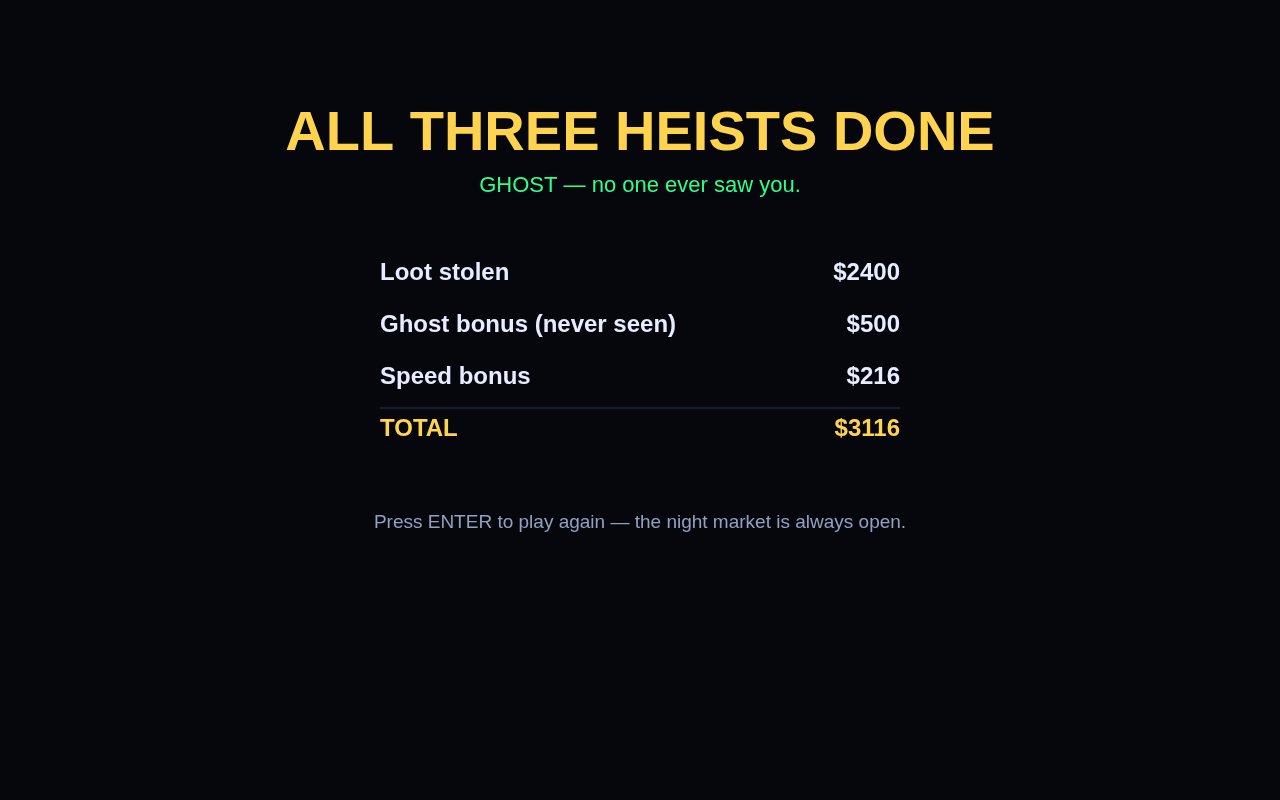 ALL THREE HEISTS DONE
GHOST — no one ever saw you.
Loot stolen $2400
Ghost bonus (never seen) $500
Speed bonus $216
TOTAL $3116
Press ENTER to play again — the night market is always open.